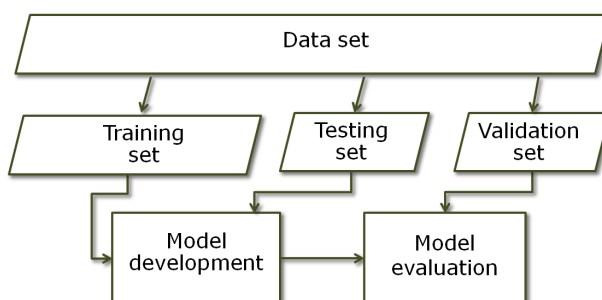 Data set
Training
set
Testing
set
Validation
set
Model
development
Model
evaluation